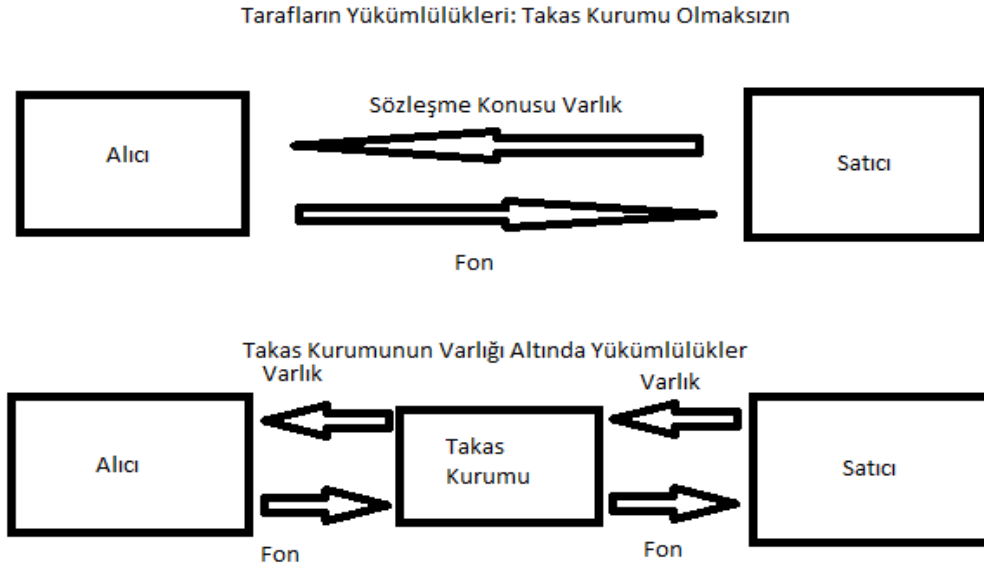 Tarafların Yükümlülükleri: Takas Kurumu Olmaksızın
Sözleşme Konusu Varlık
Alıcı
Satıcı
Fon
Takas Kurumunun Varlığı Altında Yükümlülükler
Varlık
Varlık
Alıcı
Takas
Kurumu
Satıcı
Fon
Fon